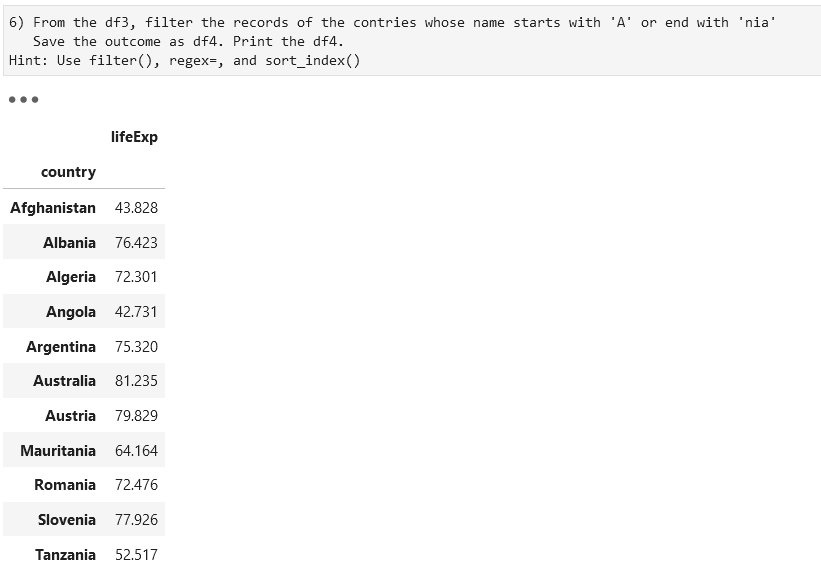 6) From the df3, filter the records of the contries whose name starts with 'A' or end with 'nia'
Save the outcome as df4. Print the df4.
Hint: Use filter(), regex=, and sort_index()
lifeExp
country
Afghanistan 43.828
Albania 76.423
Algeria 72.301
Angola 42.731
Argentina 75.320
Australia 81.235
Austria 79.829
Mauritania 64.164
Romania 72.476
Slovenia 77.926
Tanzania 52.517